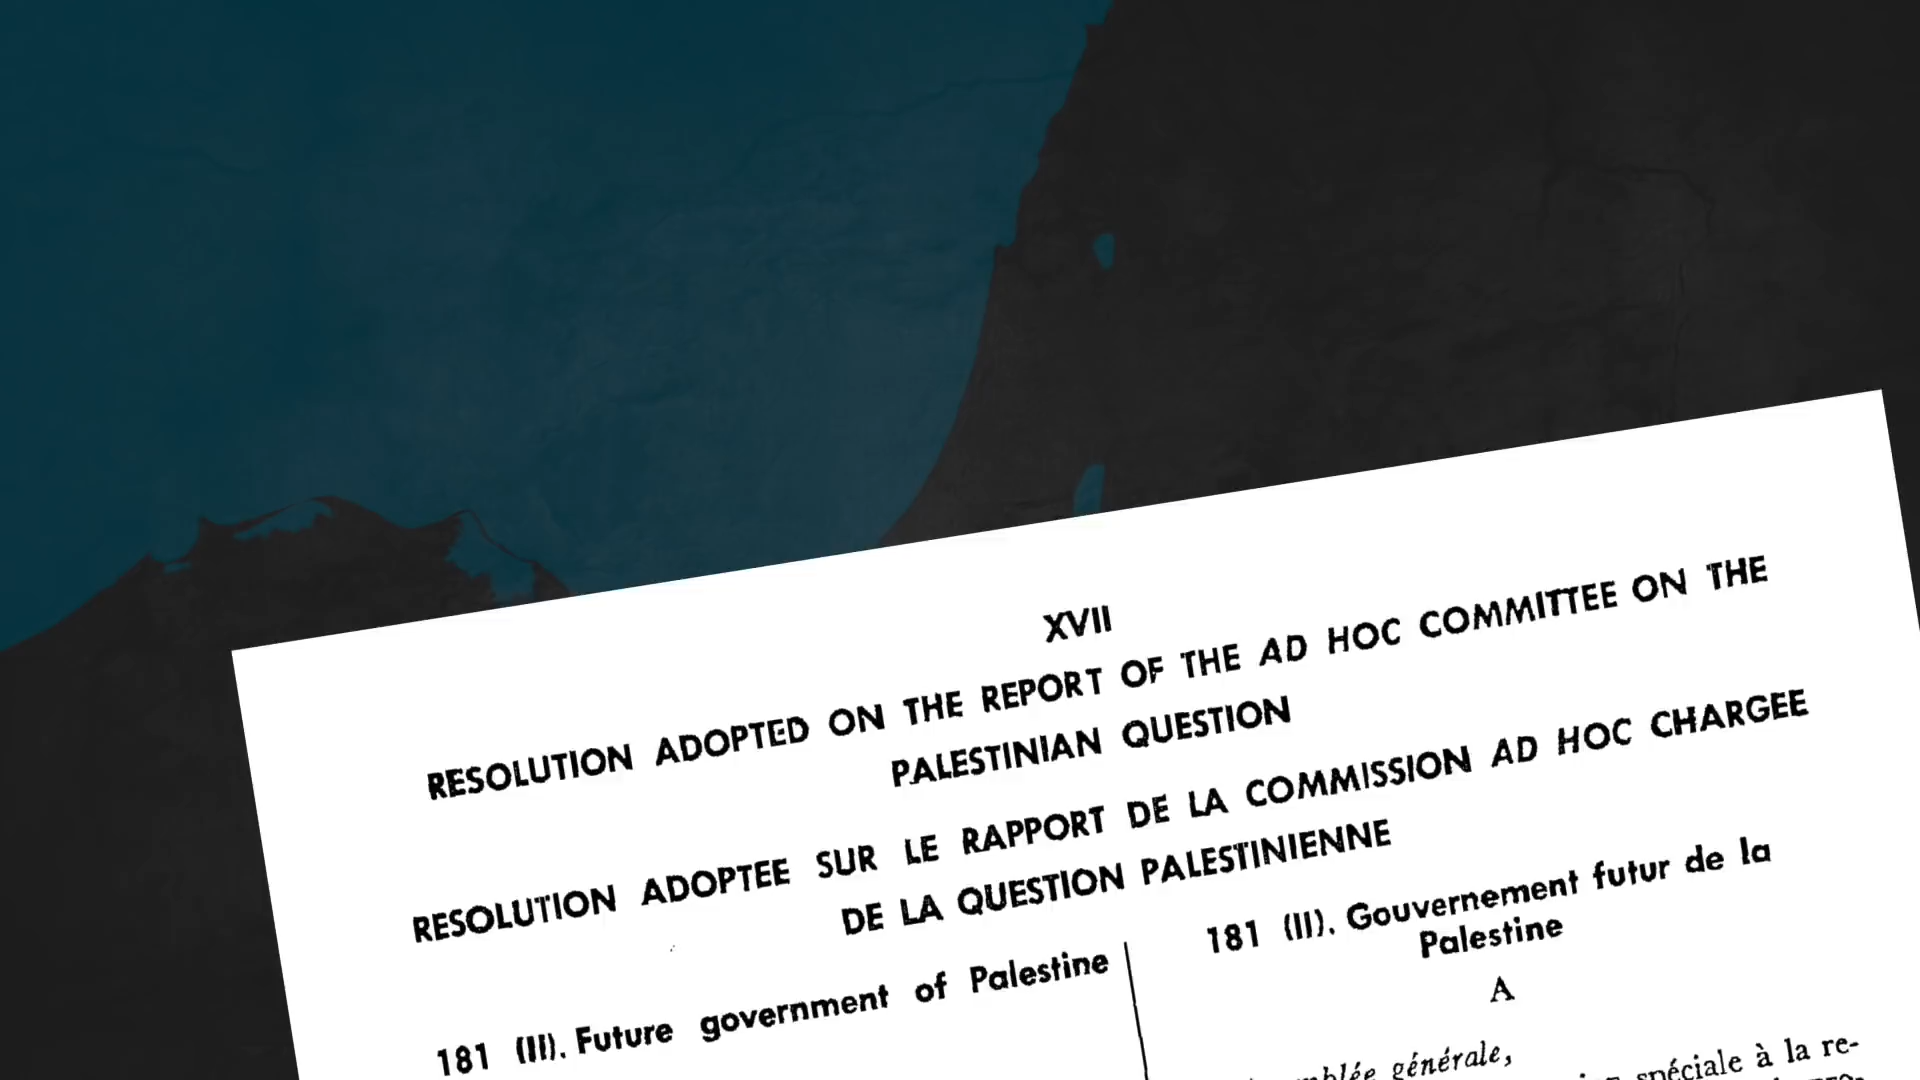 XVII
RESOLUTION ADOPTED ON THE REPORT OF THE AD HOC COMMITTEE ON THE
PALESTINIAN QUESTION
RESOLUTION ADOPTEE SUR LE RAPPORT DE LA COMMISSION AD HOC CHARGEE
DE LA QUESTION PALESTINIENNE
181 (II). Future government of Palestine
181 (II). Gouvernement futur de la
Palestine
A
générale,
spéciale à la re-